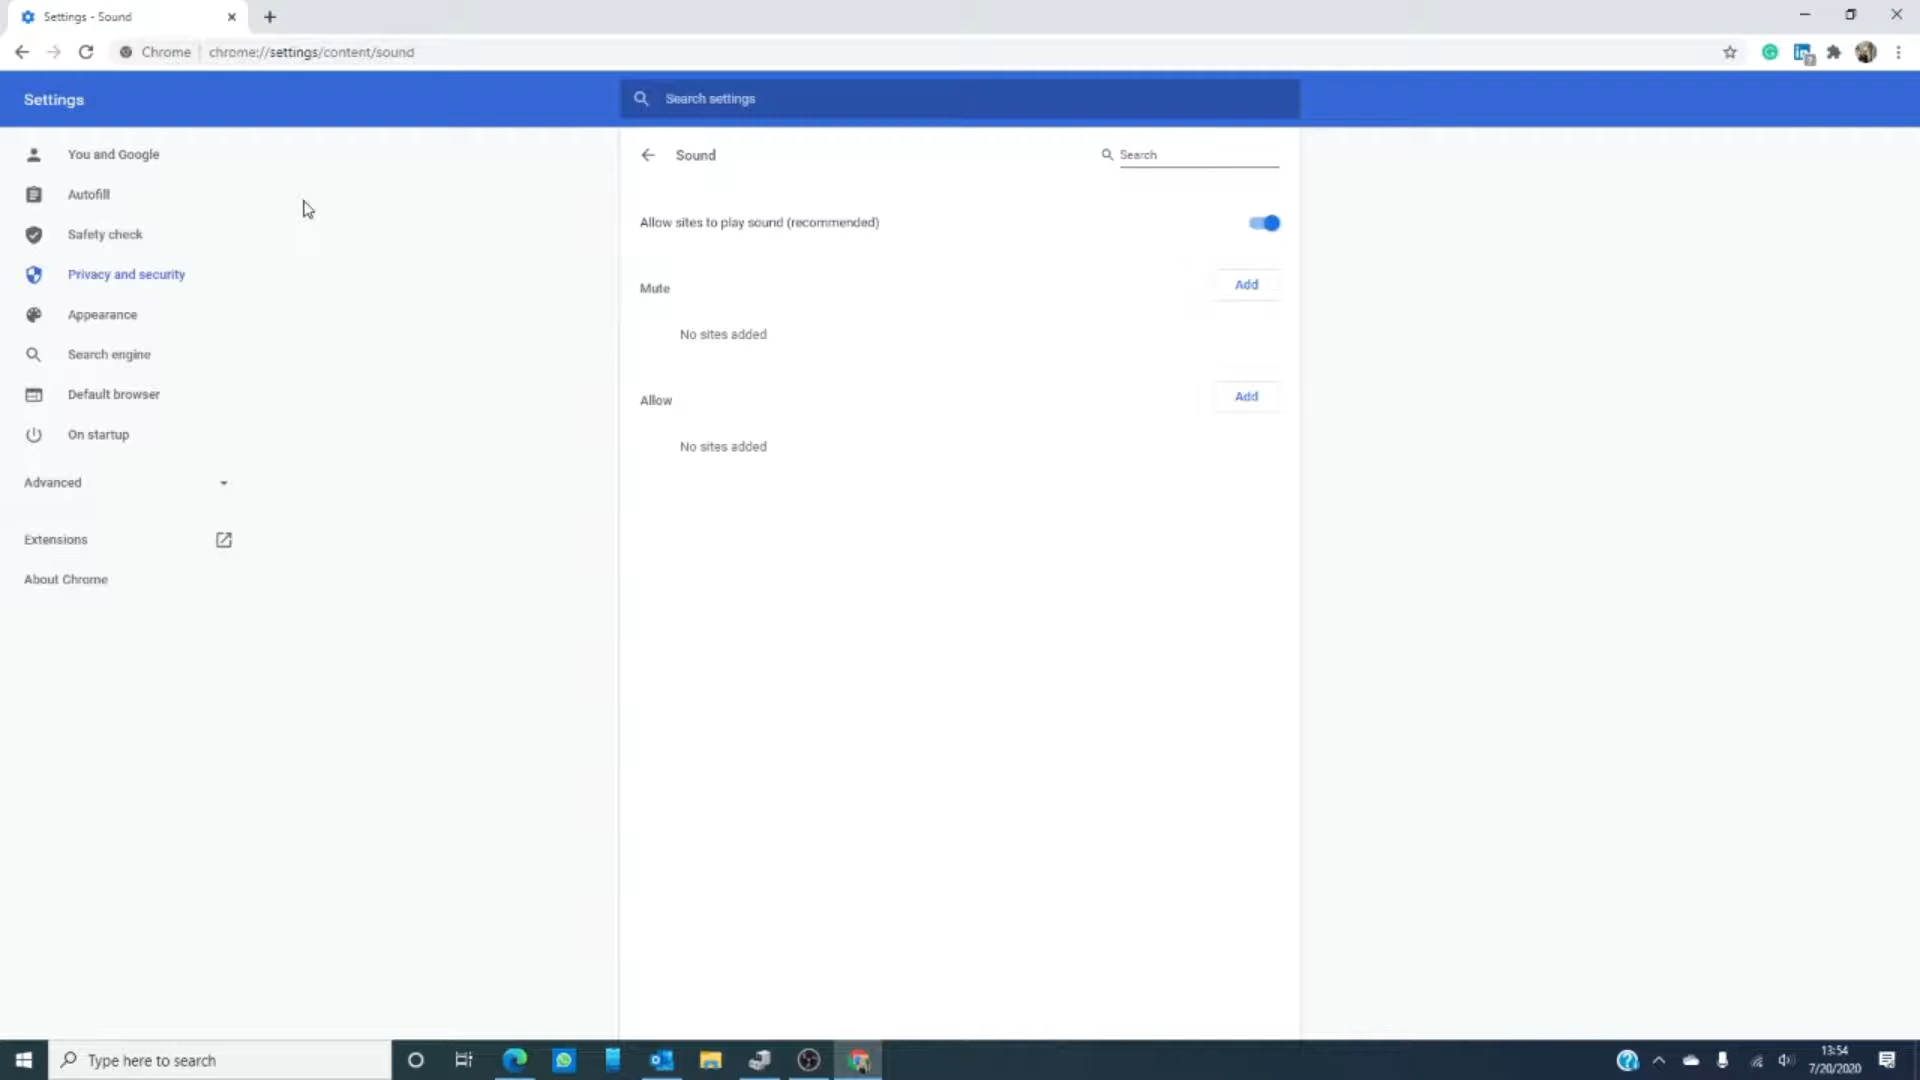 Settings - Sound
Chrome
chrome://settings/content/sound
Settings
Search settings
You and Google
Autofill
Safety check
Privacy and security
Appearance
Search engine
Default browser
On startup
Advanced
Extensions
About Chrome
Sound
Search
Allow sites to play sound (recommended)
Mute
Add
No sites added
Allow
Add
No sites added
Type here to search
13:54
7/20/2020